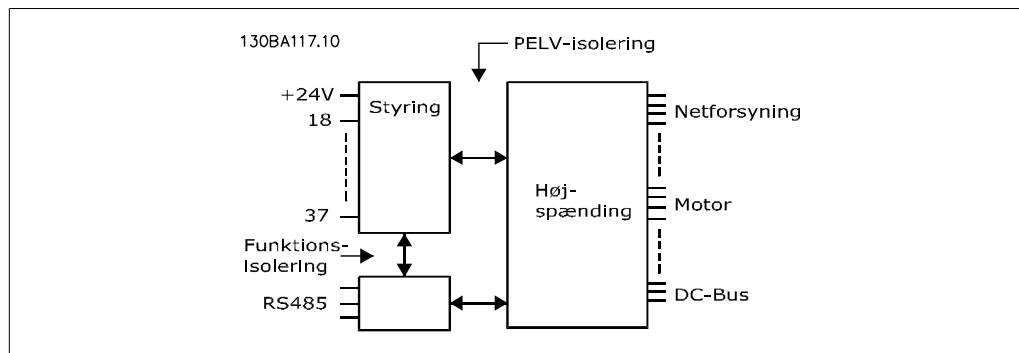 130BA117.10
PELV-isolering
+24V
Styring
18
Netforsyning
Høj-
spænding
37
Motor
Funktions-
isolering
RS485
DC-Bus